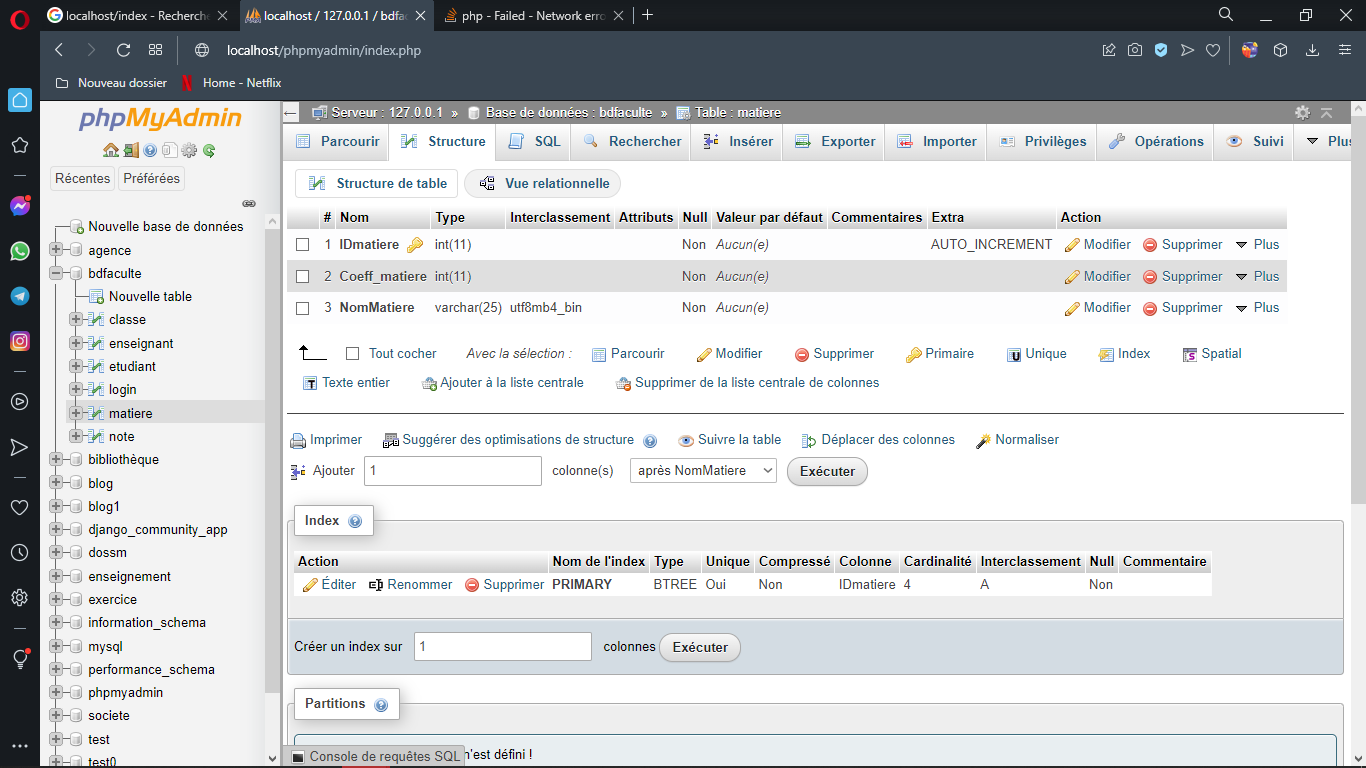 localhost/index - Recherche
localhost / 127.0.0.1 / bdfa
php - Failed - Network erro
localhost/phpmyadmin/index.php
Nouveau dossier
Home - Netflix
phpMyAdmin
Récentes
Préférées
Nouvelle base de données
agence
bdfaculte
Nouvelle table
classe
enseignant
etudiant
login
matiere
note
bibliothèque
blog
blog1
django_community_app
dossm
enseignement
exercice
information_schema
mysql
performance_schema
phpmyadmin
societe
test
test0
Serveur : 127.0.0.1 » Base de données : bdfaculte » Table : matiere
Parcourir Structure SQL Rechercher Insérer Exporter Importer Privilèges Opérations Suivi Plus
Structure de table Vue relationnelle
# Nom Type Interclassement Attributs Null Valeur par défaut Commentaires Extra Action
1 IDmatiere int(11) Non Aucun(e) AUTO_INCREMENT Modifier Supprimer Plus
2 Coeff_matiere int(11) Non Aucun(e) Modifier Supprimer Plus
3 NomMatiere varchar(25) utf8mb4_bin Non Aucun(e) Modifier Supprimer Plus
Tout cocher Avec la sélection : Parcourir Modifier Supprimer Primaire Unique Index Spatial
Texte entier Ajouter à la liste centrale Supprimer de la liste centrale de colonnes
Imprimer Suggérer des optimisations de structure Suivre la table Déplacer des colonnes Normaliser
Ajouter 1 colonne(s) après NomMatiere Exécuter
Index
Action Nom de l'index Type Unique Compressé Colonne Cardinalité Interclassement Null Commentaire
Éditer Renommer Supprimer PRIMARY BTREE Oui Non IDmatiere 4 A Non
Créer un index sur 1 colonnes Exécuter
Partitions
Console de requêtes SQL n'est défini !